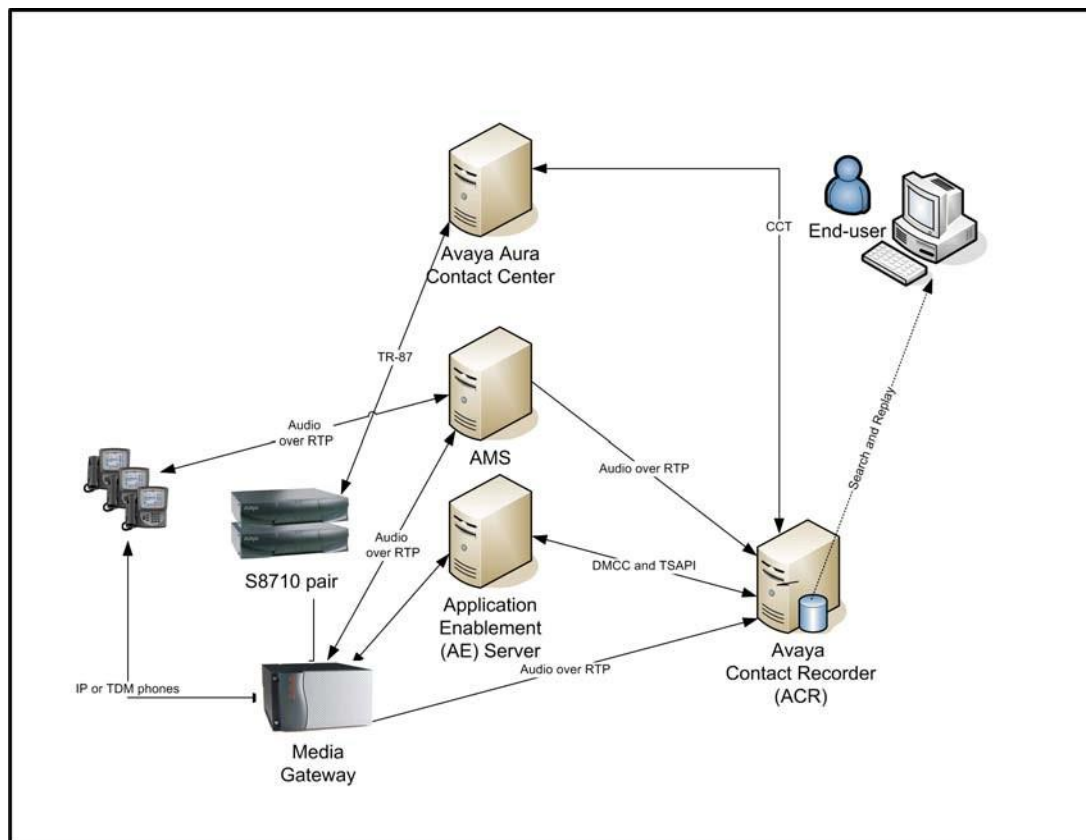 Avaya Aura
Contact Center
CCT
End-user
TR-87
Audio
over RTP
AMS
Audio over RTP
Search and Replay
S8710 pair
Audio
over RTP
DMCC and TSAPI
Application
Enablement
(AE) Server
Avaya
Contact Recorder
(ACR)
Audio over RTP
IP or TDM phones
Media
Gateway